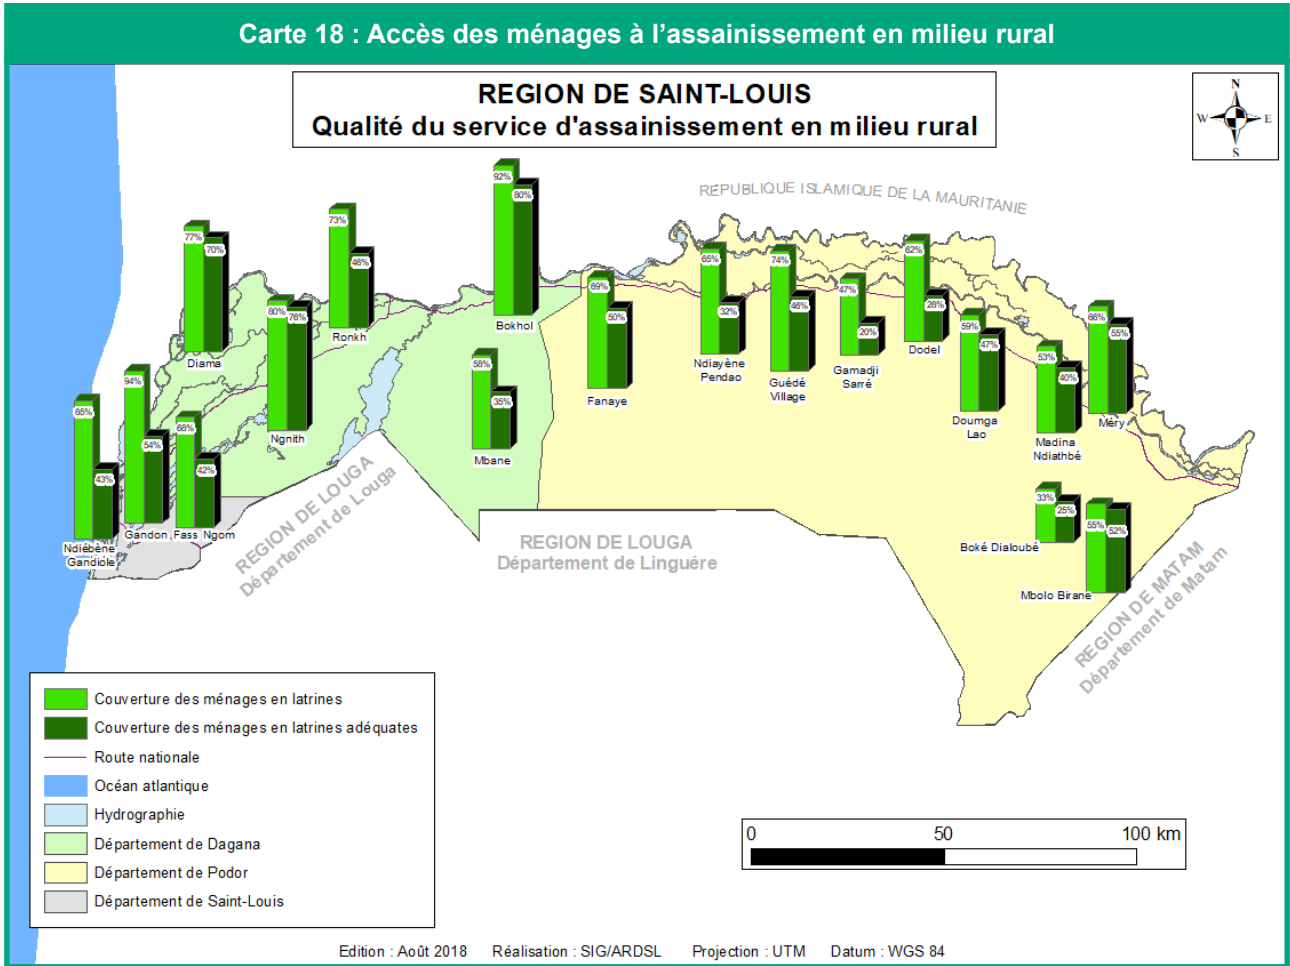 Carte 18 : Accès des ménages à l'assainissement en milieu rural
REGION DE SAINT-LOUIS
Qualité du service d'assainissement en milieu rural
N
W
E
S
REPUBLIQUE ISLAMIQUE DE LA MAURITANIE
92%
80%
Bokhol
73%
46%
Ronkh
77%
70%
Diama
80%
76%
Ngnith
94%
54%
Gandon
68%
42%
Fass Ngom
65%
43%
Ndiébène
Gandiole
58%
35%
Mbane
69%
50%
Fanaye
65%
32%
Ndiayène
Pendao
74%
46%
Guédé
Village
47%
20%
Gamadji
Sarré
62%
28%
Dodel
59%
47%
Doumga
Lao
53%
40%
Madina
Ndiathbé
66%
55%
Méry
33%
25%
Boké Dialoubé
55%
52%
Mbolo Birane
REGION DE LOUGA
Département de Louga
REGION DE LOUGA
Département de Linguére
REGION DE MATAM
Département de Matam
Couverture des ménages en latrines
Couverture des ménages en latrines adéquates
Route nationale
Océan atlantique
Hydrographie
Département de Dagana
Département de Podor
Département de Saint-Louis
0 50 100 km
Edition : Août 2018 Réalisation : SIG/ARDSL Projection : UTM Datum : WGS 84